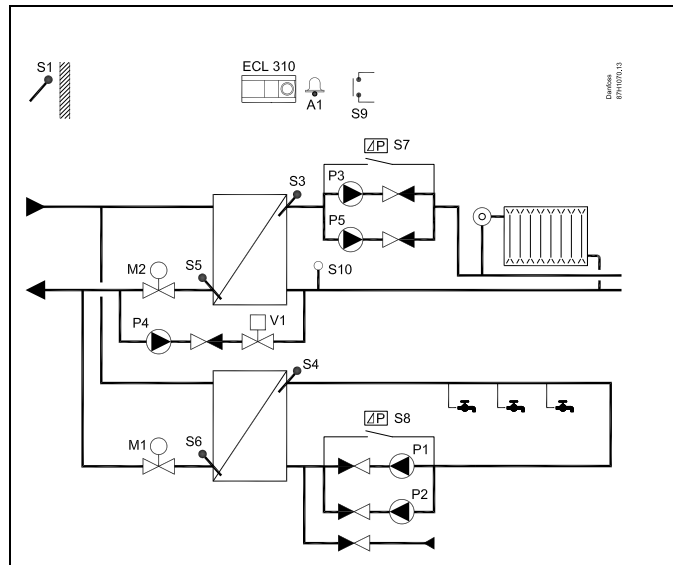 S1
ECL 310
A1
S9
Danfoss
87H1070.13
⊿P S7
P3
S3
P5
M2
S5
S10
P4
V1
S4
⊿P S8
M1
S6
P1
P2